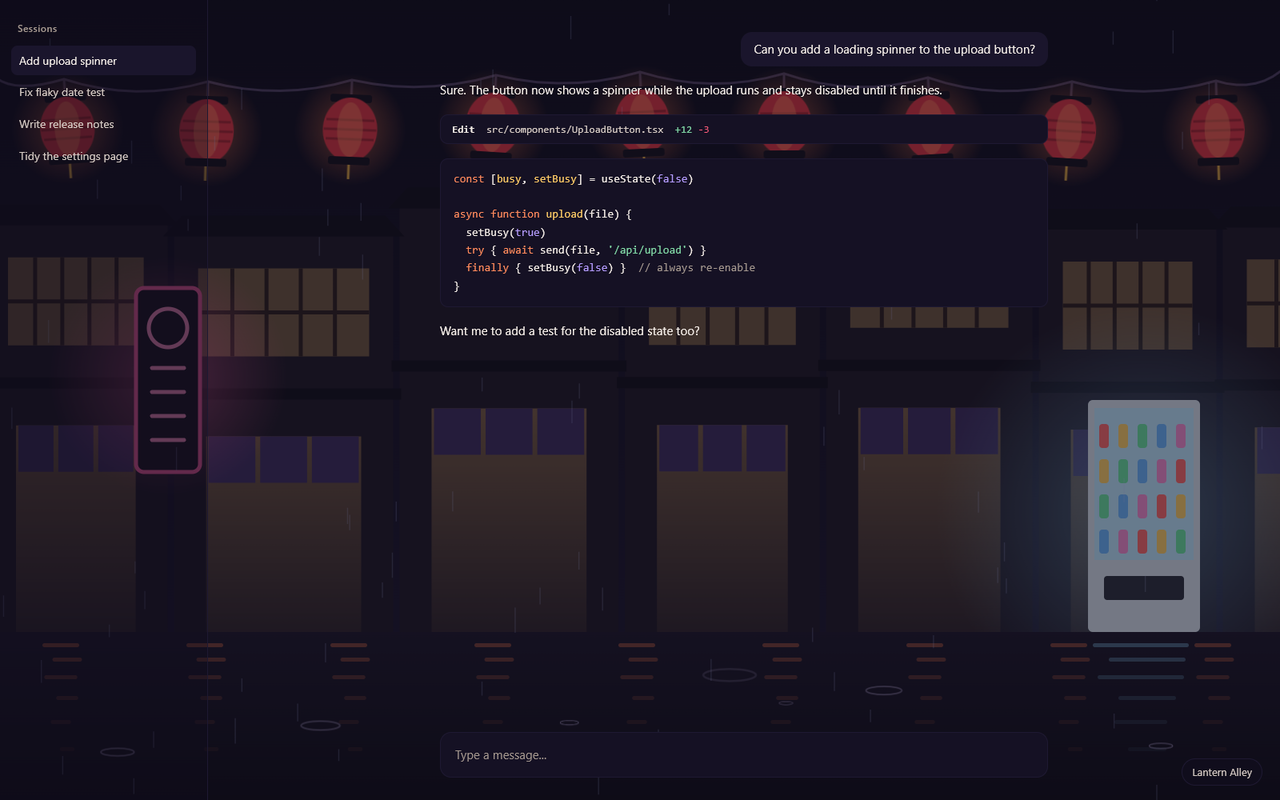 Sessions
Add upload spinner
Fix flaky date test
Write release notes
Tidy the settings page
Can you add a loading spinner to the upload button?
Sure. The button now shows a spinner while the upload runs and stays disabled until it finishes.
Edit src/components/UploadButton.tsx +12 -3
const [busy, setBusy] = useState(false)
async function upload(file) {
  setBusy(true)
  try { await send(file, '/api/upload') }
  finally { setBusy(false) }  // always re-enable
}
Want me to add a test for the disabled state too?
Type a message...
Lantern Alley